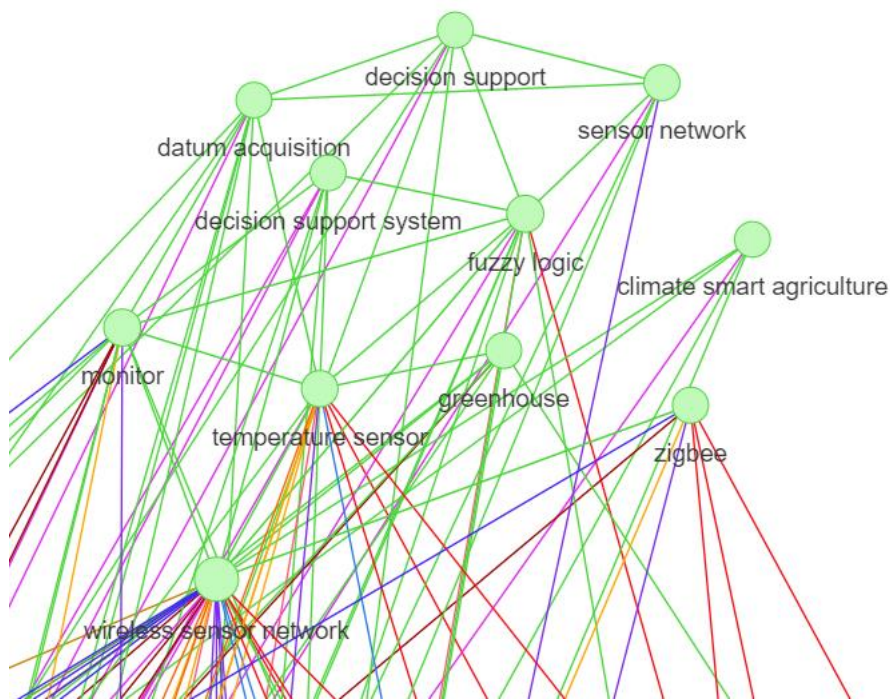 decision support
sensor network
datum acquisition
decision support system
fuzzy logic
climate smart agriculture
monitor
greenhouse
temperature sensor
zigbee
wireless sensor network